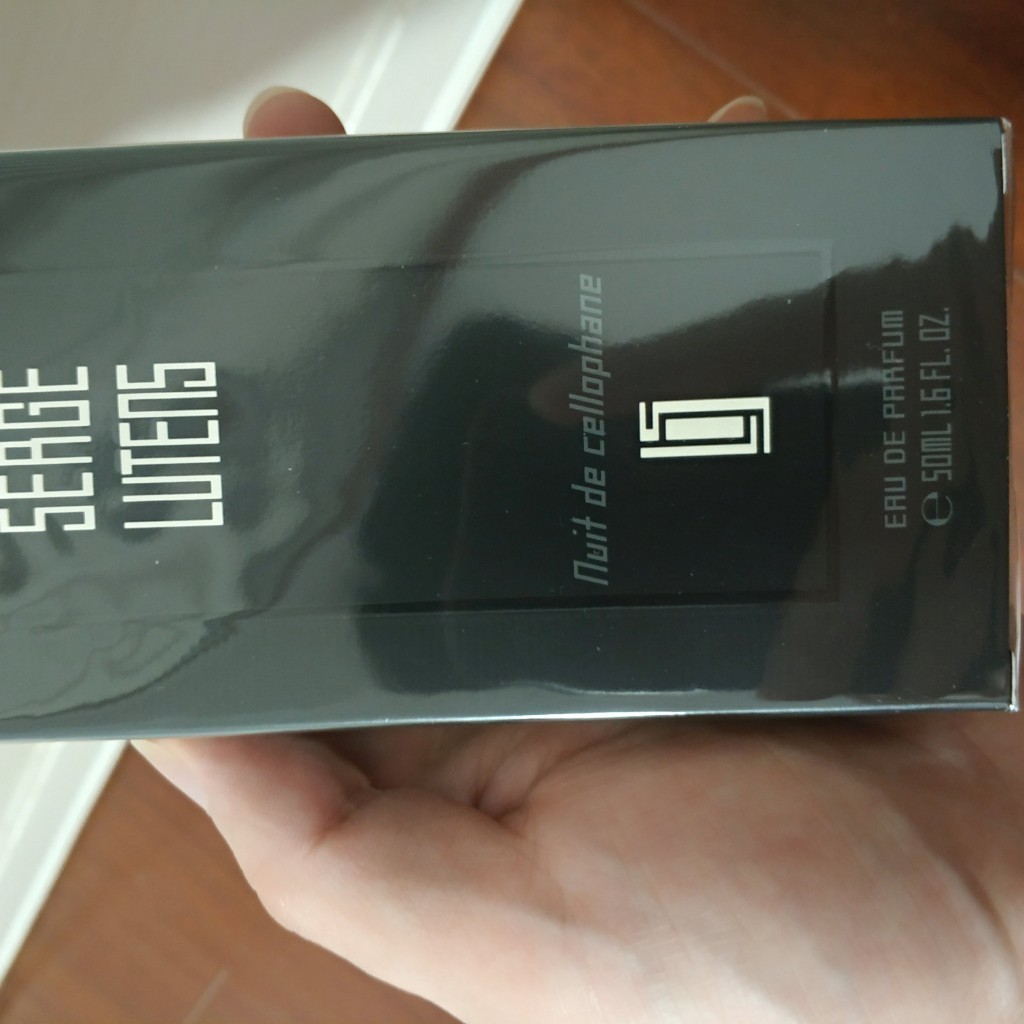 SERGE
LUTENS
Nuit de cellophane
EAU DE PARFUM
e 50ML 1.6 FL. OZ.